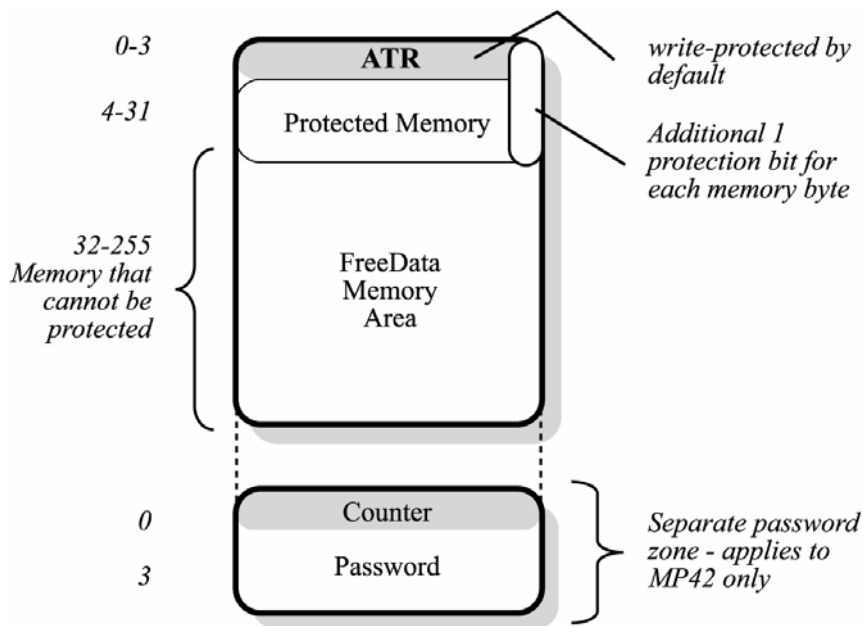 0-3
ATR
write-protected by
default
4-31
Protected Memory
Additional 1
protection bit for
each memory byte
32-255
Memory that
cannot be
protected
FreeData
Memory
Area
0
Counter
3
Password
Separate password
zone - applies to
MP42 only